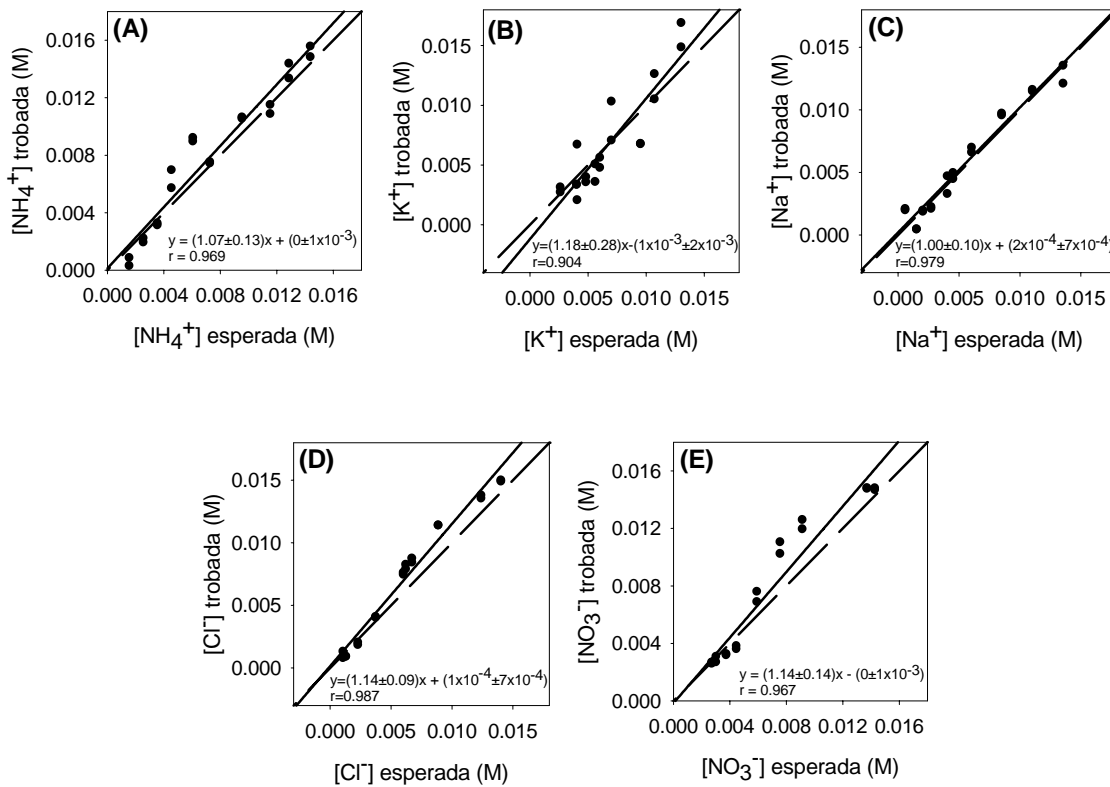 (A)
[NH4+] trobada (M)
0.016
0.012
0.008
0.004
0.000
y = (1.07±0.13)x + (0±1x10-3)
r = 0.969
0.000 0.004 0.008 0.012 0.016
[NH4+] esperada (M)
(B)
[K+] trobada (M)
0.015
0.010
0.005
0.000
y=(1.18±0.28)x-(1x10-3±2x10-3)
r=0.904
0.000 0.005 0.010 0.015
[K+] esperada (M)
(C)
[Na+] trobada (M)
0.015
0.010
0.005
0.000
y=(1.00±0.10)x + (2x10-4±7x10-4)
r=0.979
0.000 0.005 0.010 0.015
[Na+] esperada (M)
(D)
[Cl-] trobada (M)
0.015
0.010
0.005
0.000
y=(1.14±0.09)x + (1x10-4±7x10-4)
r=0.987
0.000 0.005 0.010 0.015
[Cl-] esperada (M)
(E)
[NO3-] trobada (M)
0.016
0.012
0.008
0.004
0.000
y = (1.14±0.14)x - (0±1x10-3)
r = 0.967
0.000 0.004 0.008 0.012 0.016
[NO3-] esperada (M)